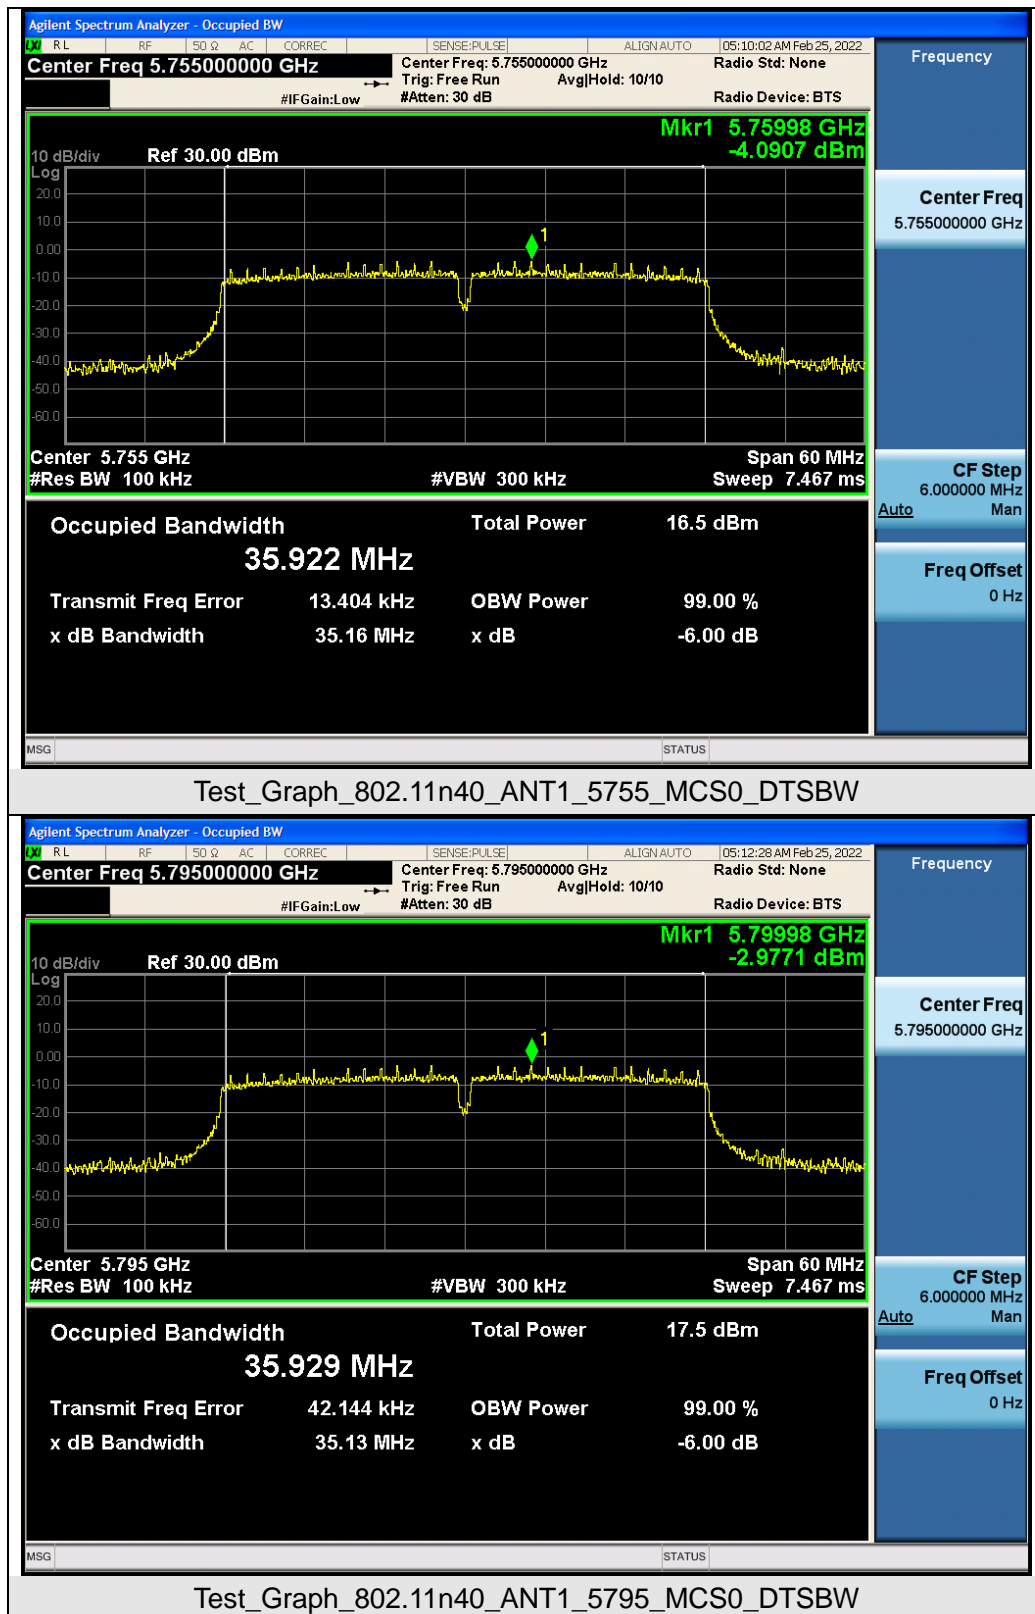 Agilent Spectrum Analyzer - Occupied BW
LXI RL RF 50 Ω AC CORREC SENSE:PULSE ALIGN AUTO 05:10:02 AM Feb 25, 2022
Center Freq 5.755000000 GHz
Center Freq: 5.755000000 GHz Radio Std: None
Trig: Free Run Avg|Hold: 10/10
#IFGain:Low #Atten: 30 dB Radio Device: BTS
Mkr1 5.75998 GHz
-4.0907 dBm
10 dB/div Ref 30.00 dBm
Log
20.0
10.0
0.00
-10.0
-20.0
-30.0
-40.0
-50.0
-60.0
1
Center 5.755 GHz Span 60 MHz
#Res BW 100 kHz #VBW 300 kHz Sweep 7.467 ms
Occupied Bandwidth Total Power 16.5 dBm
35.922 MHz
Transmit Freq Error 13.404 kHz OBW Power 99.00 %
x dB Bandwidth 35.16 MHz x dB -6.00 dB
MSG STATUS
Frequency
Center Freq
5.755000000 GHz
CF Step
6.000000 MHz
Auto Man
Freq Offset
0 Hz
Test_Graph_802.11n40_ANT1_5755_MCS0_DTSBW
Agilent Spectrum Analyzer - Occupied BW
LXI RL RF 50 Ω AC CORREC SENSE:PULSE ALIGN AUTO 05:12:28 AM Feb 25, 2022
Center Freq 5.795000000 GHz
Center Freq: 5.795000000 GHz Radio Std: None
Trig: Free Run Avg|Hold: 10/10
#IFGain:Low #Atten: 30 dB Radio Device: BTS
Mkr1 5.79998 GHz
-2.9771 dBm
10 dB/div Ref 30.00 dBm
Log
20.0
10.0
0.00
-10.0
-20.0
-30.0
-40.0
-50.0
-60.0
1
Center 5.795 GHz Span 60 MHz
#Res BW 100 kHz #VBW 300 kHz Sweep 7.467 ms
Occupied Bandwidth Total Power 17.5 dBm
35.929 MHz
Transmit Freq Error 42.144 kHz OBW Power 99.00 %
x dB Bandwidth 35.13 MHz x dB -6.00 dB
MSG STATUS
Frequency
Center Freq
5.795000000 GHz
CF Step
6.000000 MHz
Auto Man
Freq Offset
0 Hz
Test_Graph_802.11n40_ANT1_5795_MCS0_DTSBW